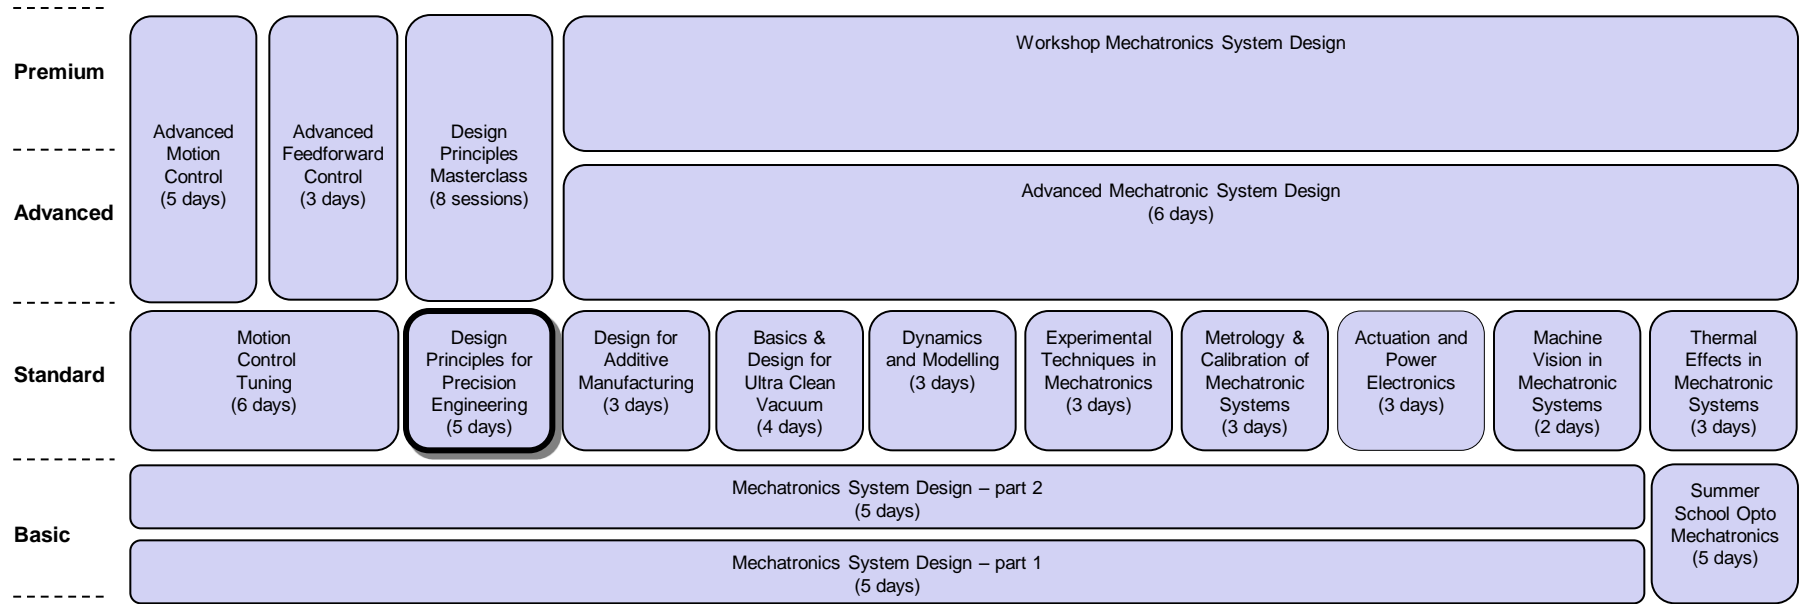 Premium
Advanced
Motion
Control
(5 days)
Advanced
Feedforward
Control
(3 days)
Design
Principles
Masterclass
(8 sessions)
Workshop Mechatronics System Design
Advanced
Advanced Mechatronic System Design
(6 days)
Standard
Motion
Control
Tuning
(6 days)
Design
Principles for
Precision
Engineering
(5 days)
Design for
Additive
Manufacturing
(3 days)
Basics &
Design for
Ultra Clean
Vacuum
(4 days)
Dynamics
and Modelling
(3 days)
Experimental
Techniques in
Mechatronics
(3 days)
Metrology &
Calibration of
Mechatronic
Systems
(3 days)
Actuation and
Power
Electronics
(3 days)
Machine
Vision in
Mechatronic
Systems
(2 days)
Thermal
Effects in
Mechatronic
Systems
(3 days)
Basic
Mechatronics System Design – part 2
(5 days)
Mechatronics System Design – part 1
(5 days)
Summer
School Opto
Mechatronics
(5 days)